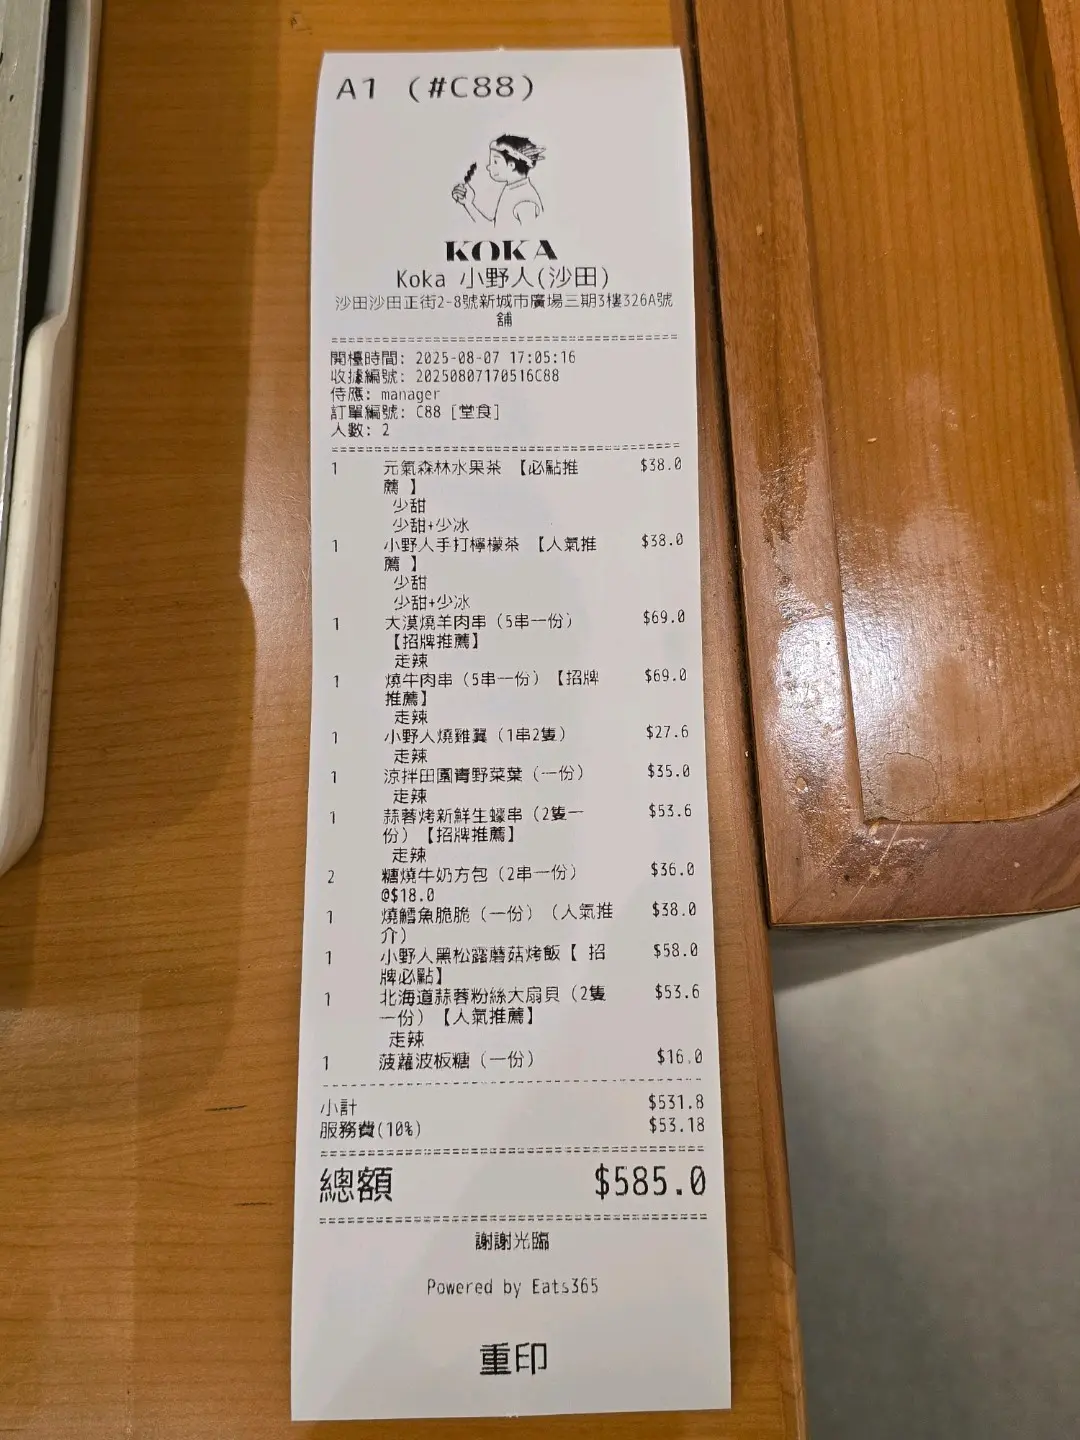 A1 (#C88)
KOKA
Koka 小野人(沙田)
沙田沙田正街2-8號新城市廣場三期3樓326A號
舖
開檯時間: 2025-08-07 17:05:16
收據編號: 20250807170516C88
侍應: manager
訂單編號: C88 [堂食]
人數: 2
1 元氣森林水果茶 【必點推 $38.0
薦 】
少甜
少甜+少冰
1 小野人手打檸檬茶 【人氣推 $38.0
薦 】
少甜
少甜+少冰
1 大漠燒羊肉串（5串一份） $69.0
【招牌推薦】
走辣
1 燒牛肉串（5串一份）【招牌 $69.0
推薦】
走辣
1 小野人燒雞翼（1串2隻） $27.6
走辣
1 涼拌田園青野菜葉（一份） $35.0
走辣
1 蒜蓉烤新鮮生蠔串（2隻一 $53.6
份）【招牌推薦】
走辣
2 糖燒牛奶方包（2串一份） $36.0
@$18.0
1 燒鱈魚脆脆（一份）（人氣推 $38.0
介）
1 小野人黑松露蘑菇烤飯【 招 $58.0
牌必點】
1 北海道蒜蓉粉絲大扇貝（2隻 $53.6
一份）【人氣推薦】
走辣
1 菠蘿波板糖（一份） $16.0
小計 $531.8
服務費(10%) $53.18
總額 $585.0
謝謝光臨
Powered by Eats365
重印